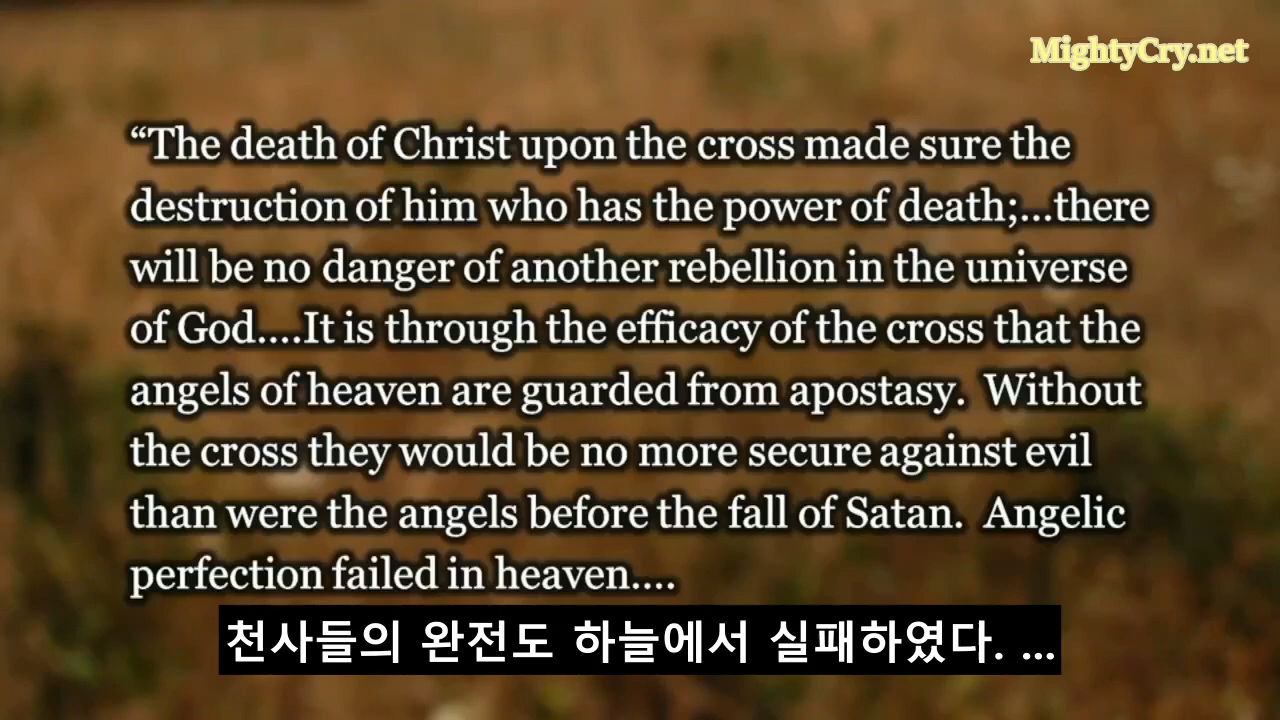 MightyCry.net
“The death of Christ upon the cross made sure the
destruction of him who has the power of death;...there
will be no danger of another rebellion in the universe
of God....It is through the efficacy of the cross that the
angels of heaven are guarded from apostasy.  Without
the cross they would be no more secure against evil
than were the angels before the fall of Satan.  Angelic
perfection failed in heaven....
천사들의 완전도 하늘에서 실패하였다. ...